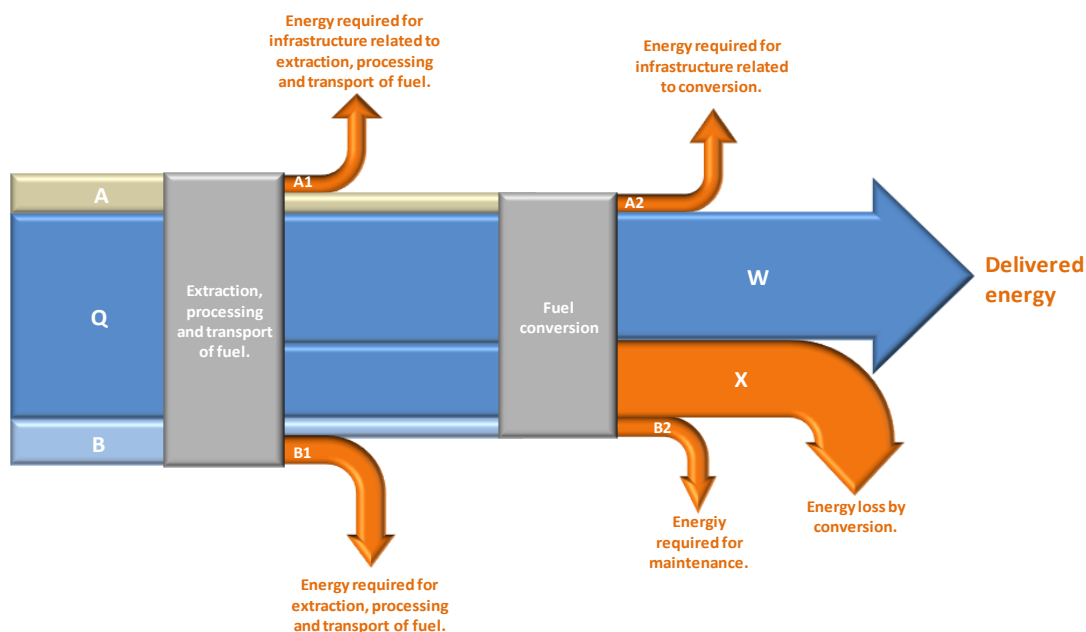 Energy required for
infrastructure related to
extraction, processing
and transport of fuel.
Energy required for
infrastructure related
to conversion.
A
A1
A2
Q
Extraction,
processing
and transport
of fuel.
Fuel
conversion
W
Delivered
energy
X
B
B1
B2
Energy required for
extraction, processing
and transport of fuel.
Energiy
required for
maintenance.
Energy loss by
conversion.